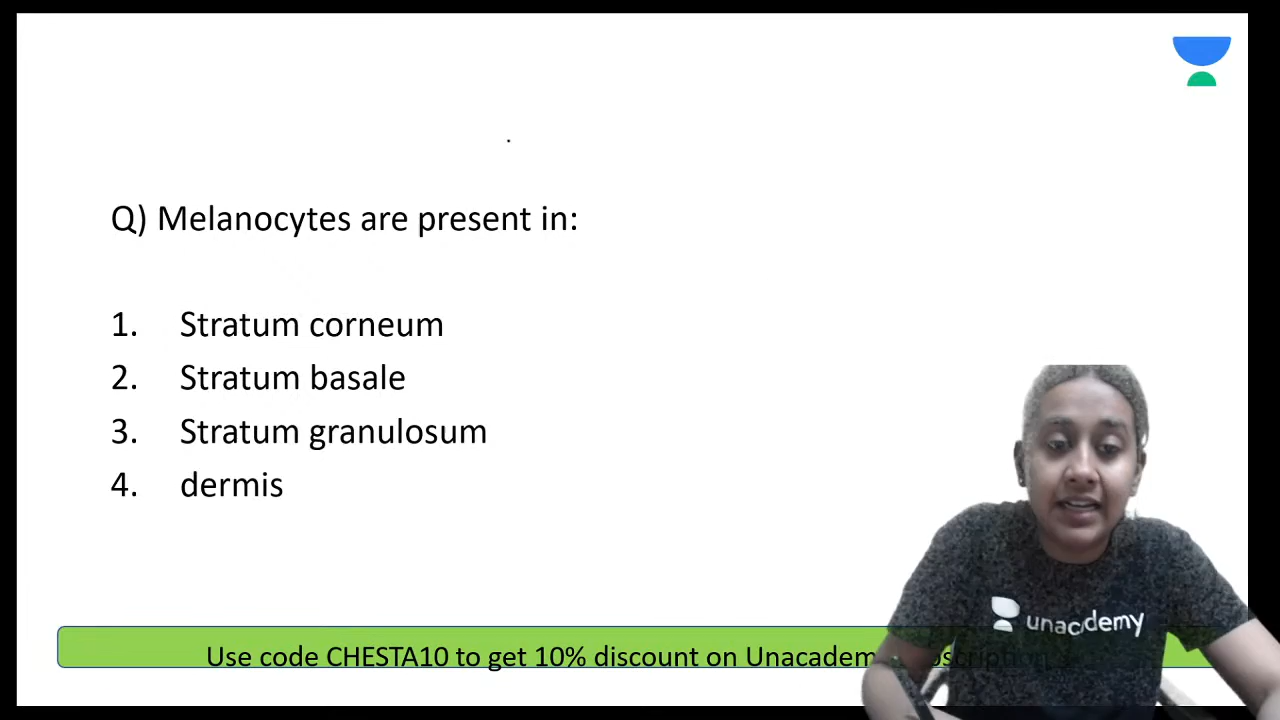 Q) Melanocytes are present in:
1. Stratum corneum
2. Stratum basale
3. Stratum granulosum
4. dermis
unacademy
Use code CHESTA10 to get 10% discount on Unacadem bscription